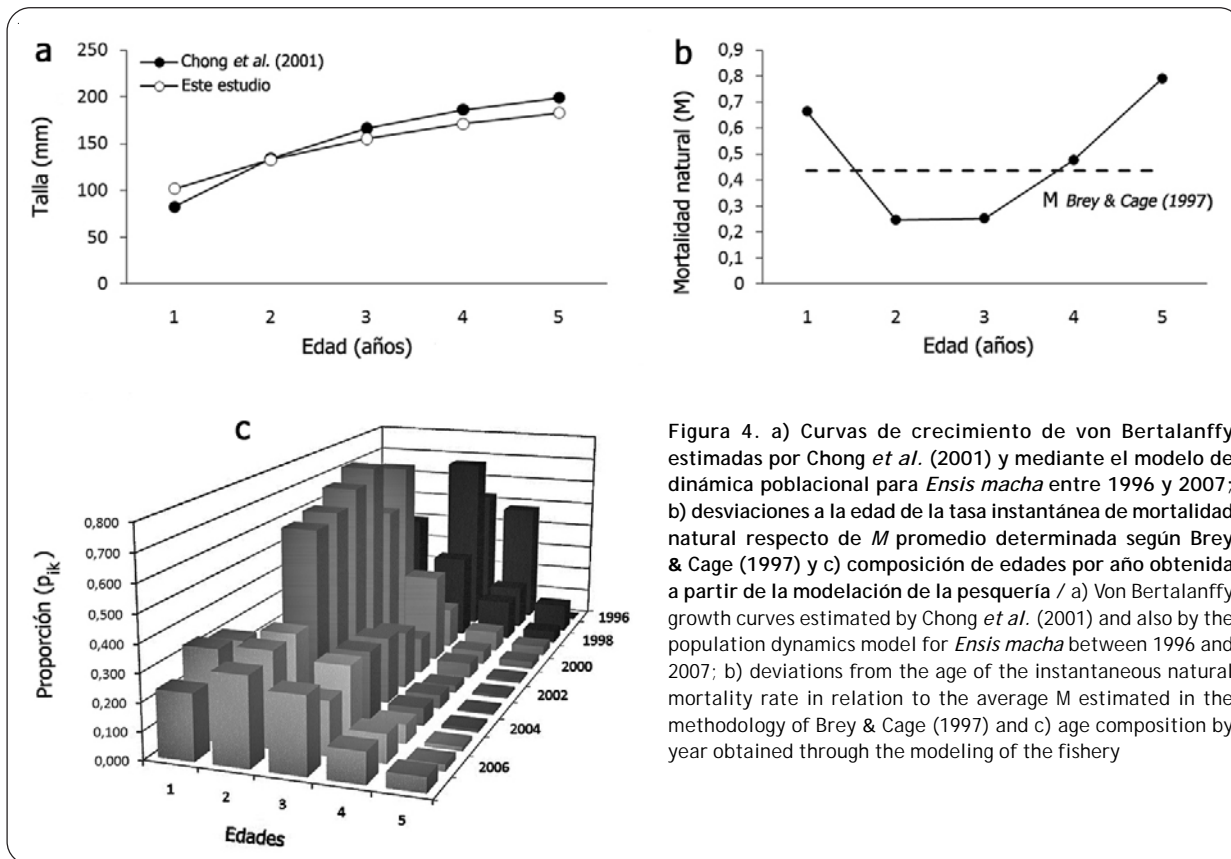 a
250
200
150
100
50
0
Talla (mm)
Chong et al. (2001)
Este estudio
1 2 3 4 5
Edad (años)
b
0,9
0,8
0,7
0,6
0,5
0,4
0,3
0,2
0,1
0
Mortalidad natural (M)
M Brey & Cage (1997)
1 2 3 4 5
Edad (años)
c
0,800
0,700
0,600
0,500
0,400
0,300
0,200
0,100
0,000
Proporción (pik)
1 2 3 4 5
Edades
1996
1998
2000
2002
2004
2006
Figura 4. a) Curvas de crecimiento de von Bertalanffy
estimadas por Chong et al. (2001) y mediante el modelo de
dinámica poblacional para Ensis macha entre 1996 y 2007;
b) desviaciones a la edad de la tasa instantánea de mortalidad
natural respecto de M promedio determinada según Brey
& Cage (1997) y c) composición de edades por año obtenida
a partir de la modelación de la pesquería / a) Von Bertalanffy
growth curves estimated by Chong et al. (2001) and also by the
population dynamics model for Ensis macha between 1996 and
2007; b) deviations from the age of the instantaneous natural
mortality rate in relation to the average M estimated in the
methodology of Brey & Cage (1997) and c) age composition by
year obtained through the modeling of the fishery